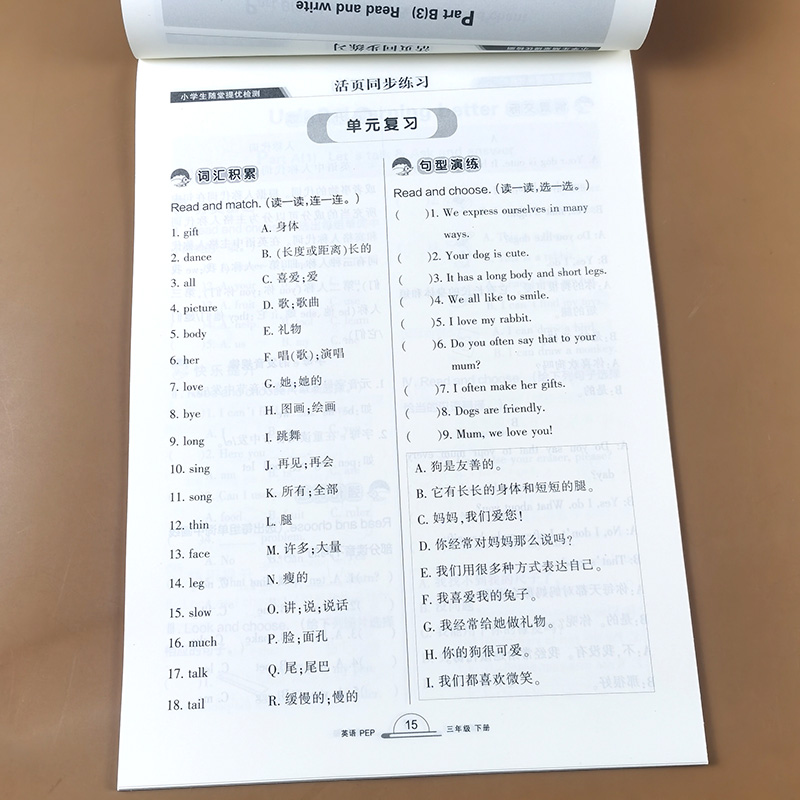 Part B(3) Read and write
活页同步练习
小学生随堂提优检测
活页同步练习
单元复习
词汇积累
Read and match.(读一读,连一连。)
1. gift A. 身体
2. dance B. (长度或距离)长的
3. all C. 喜爱;爱
4. picture D. 歌;歌曲
5. body E. 礼物
6. her F. 唱(歌);演唱
7. love G. 她;她的
8. bye H. 图画;绘画
9. long I. 跳舞
10. sing J. 再见;再会
11. song K. 所有;全部
12. thin L. 腿
13. face M. 许多;大量
14. leg N. 瘦的
15. slow O. 讲;说;说话
16. much P. 脸;面孔
17. talk Q. 尾;尾巴
18. tail R. 缓慢的;慢的
句型演练
Read and choose.(读一读,选一选。)
( )1. We express ourselves in many
ways.
( )2. Your dog is cute.
( )3. It has a long body and short legs.
( )4. We all like to smile.
( )5. I love my rabbit.
( )6. Do you often say that to your
mum?
( )7. I often make her gifts.
( )8. Dogs are friendly.
( )9. Mum, we love you!
A. 狗是友善的。
B. 它有长长的身体和短短的腿。
C. 妈妈,我们爱您!
D. 你经常对妈妈那么说吗?
E. 我们用很多种方式表达自己。
F. 我喜爱我的兔子。
G. 我经常给她做礼物。
H. 你的狗很可爱。
I. 我们都喜欢微笑。
英语 PEP 15 三年级 下册